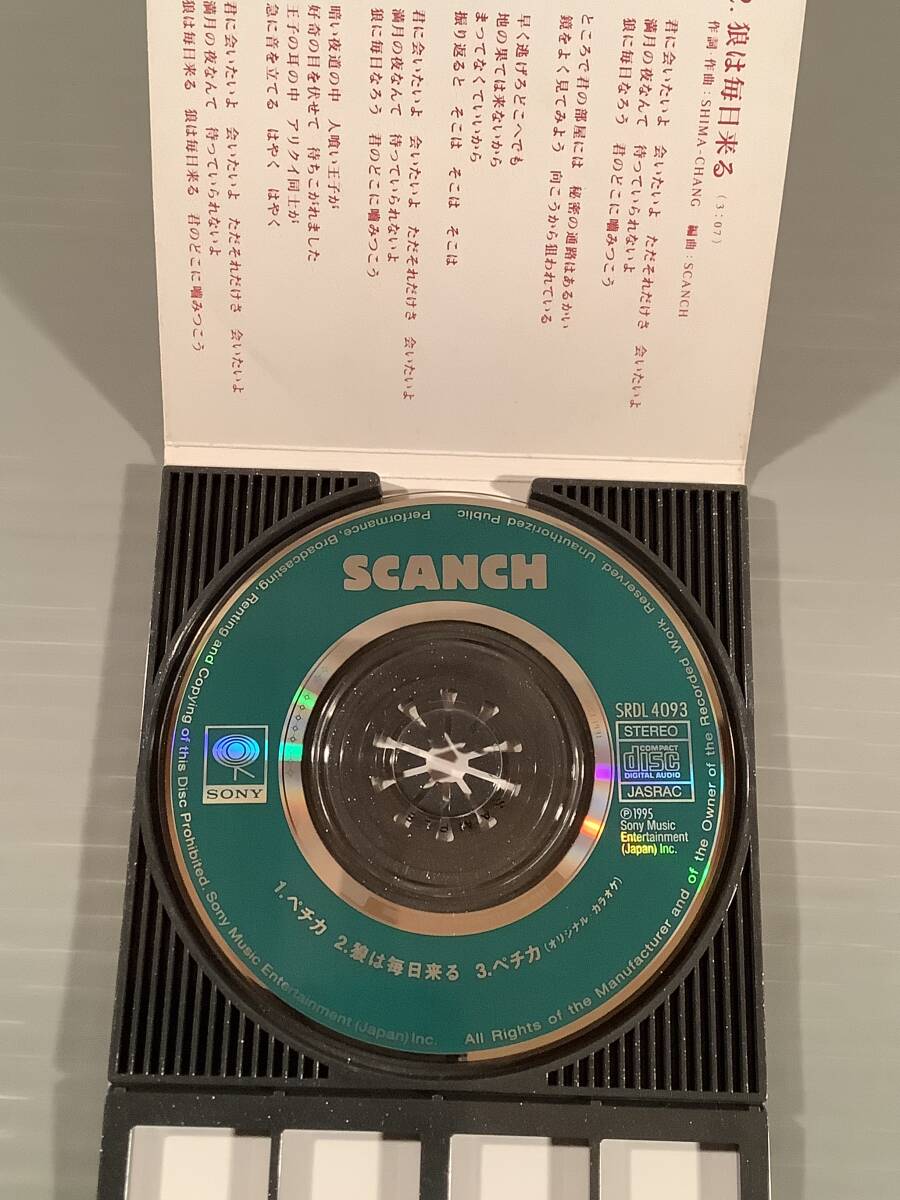 2. 狼は毎日来る (3:07)
作詞・作曲：SHIMA-CHANG 編曲：SCANCH
君に会いたいよ 会いたいよ ただそれだけさ 会いたいよ
満月の夜なんて 待っていられないよ
狼に毎日なろう 君のどこに噛みつこう
ところで君の部屋には 秘密の通路はあるかい
鏡をよく見てみよう 向こうから狙われている
早く逃げろどこへでも
地の果ては来ないから
まってなくていいから
振り返ると そこは そこは そこは
君に会いたいよ 会いたいよ ただそれだけさ 会いたいよ
満月の夜なんて 待っていられないよ
狼に毎日なろう 君のどこに噛みつこう
暗い夜道の中 人喰い王子が
好奇の目を伏せて 待ちこがれました
王子の耳の中 アリクイ同士が
急に音を立てる はやく はやく
君に会いたいよ 会いたいよ ただそれだけさ 会いたいよ
満月の夜なんて 待っていられないよ
狼は毎日来る 狼は毎日来る 君のどこに噛みつこう
SCANCH
SONY
SRDL 4093
STEREO
COMPACT
disc
DIGITAL AUDIO
JASRAC
Ⓟ1995
Sony Music
Entertainment
(Japan) Inc.
1.ペチカ 2.狼は毎日来る 3.ペチカ(オリジナル・カラオケ)
All Rights of the Manufacturer and of the Owner of the Recorded Work Reserved. Unauthorized Public Performance, Broadcasting, Renting and Copying of this Disc Prohibited. Sony Music Entertainment (Japan) Inc.